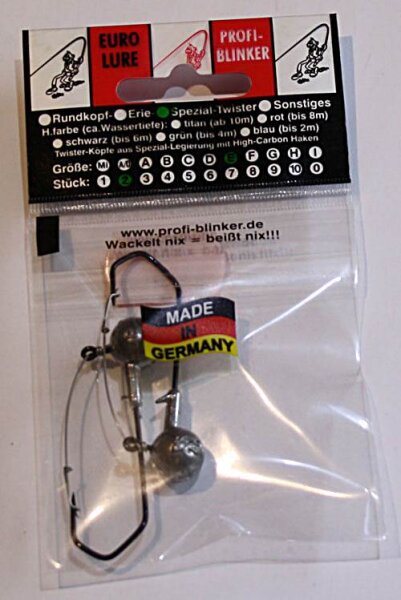 EURO LURE
PROFI-BLINKER
Rundkopf- Erie- Spezial-Twister Sonstiges
H.farbe (ca.Wassertiefe): titan (ab 10m) rot (bis 8m)
schwarz (bis 6m) grün (bis 4m) blau (bis 2m)
Twister-Köpfe aus Spezial-Legierung mit High-Carbon Haken
Größe: Mi A/0 A B C D E F G H I
Stück: 1 2 3 4 5 6 7 8 9 10 0
www.profi-blinker.de
Wackelt nix = beißt nix!!!
MADE
IN
GERMANY